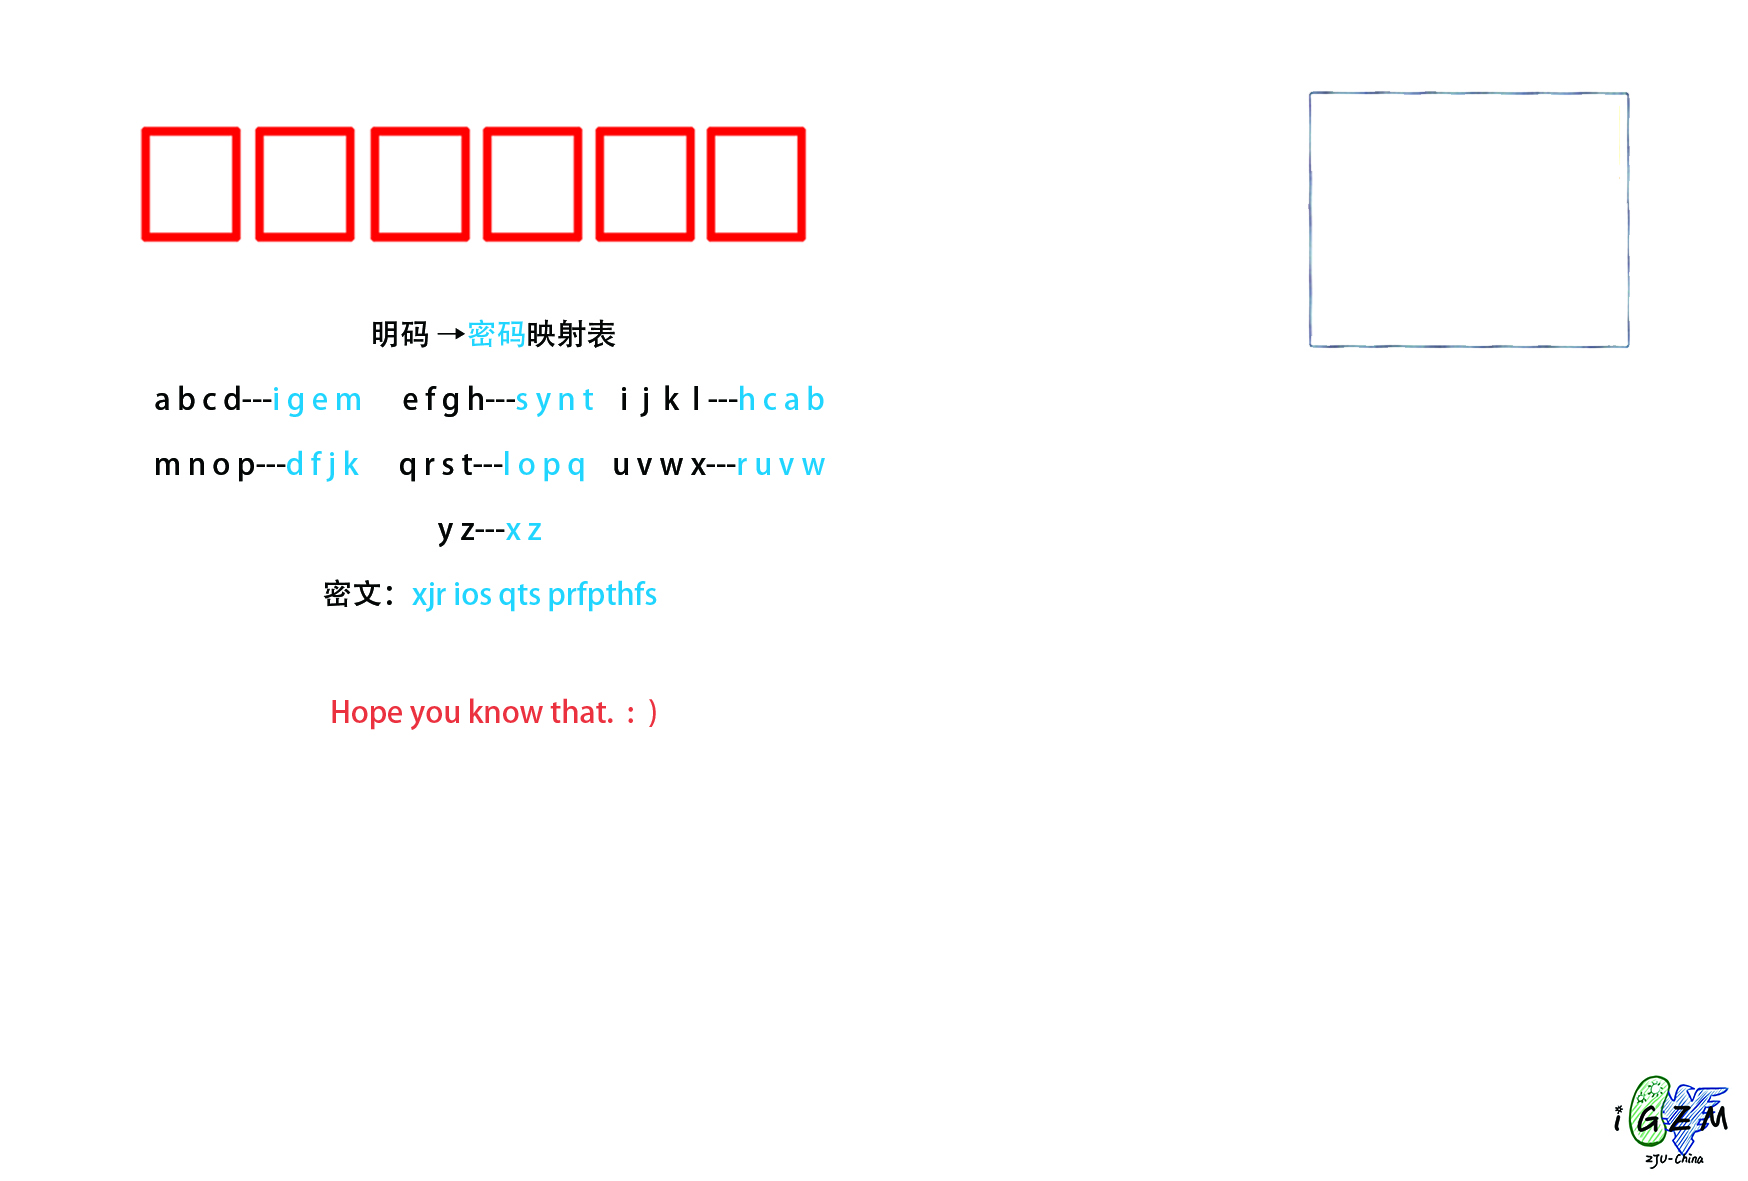 明码 →密码映射表
a b c d---i g e m e f g h---s y n t i j k l---h c a b
m n o p---d f j k q r s t---l o p q u v w x---r u v w
y z---x z
密文：xjr ios qts prfpthfs
Hope you know that. : )
iGZM
ZJU-China